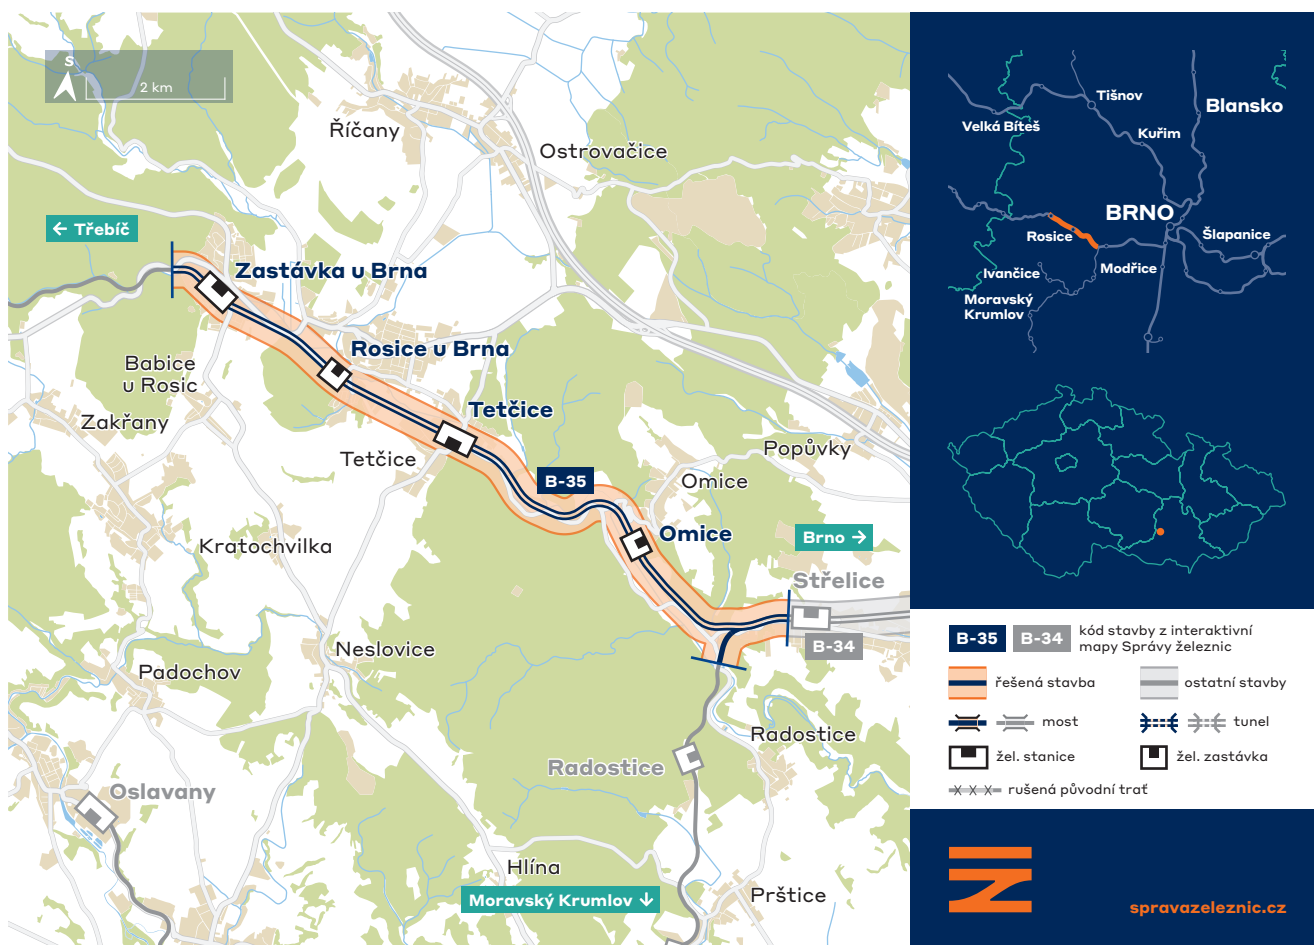 S
2 km
Říčany
Ostrovačice
← Třebíč
Zastávka u Brna
Rosice u Brna
Babice
u Rosic
Zakřany
Tetčice
Tetčice
Popůvky
B-35
Omice
Omice
Brno →
Kratochvilka
Střelice
B-34
Neslovice
Padochov
Radostice
Radostice
Oslavany
Hlína
Moravský Krumlov ↓
Prštice
Tišnov
Blansko
Velká Bíteš
Kuřim
BRNO
Rosice
Šlapanice
Ivančice
Modřice
Moravský
Krumlov
B-35 B-34 kód stavby z interaktivní
mapy Správy železnic
řešená stavba
ostatní stavby
most
tunel
žel. stanice
žel. zastávka
rušená původní trať
spravazeleznic.cz